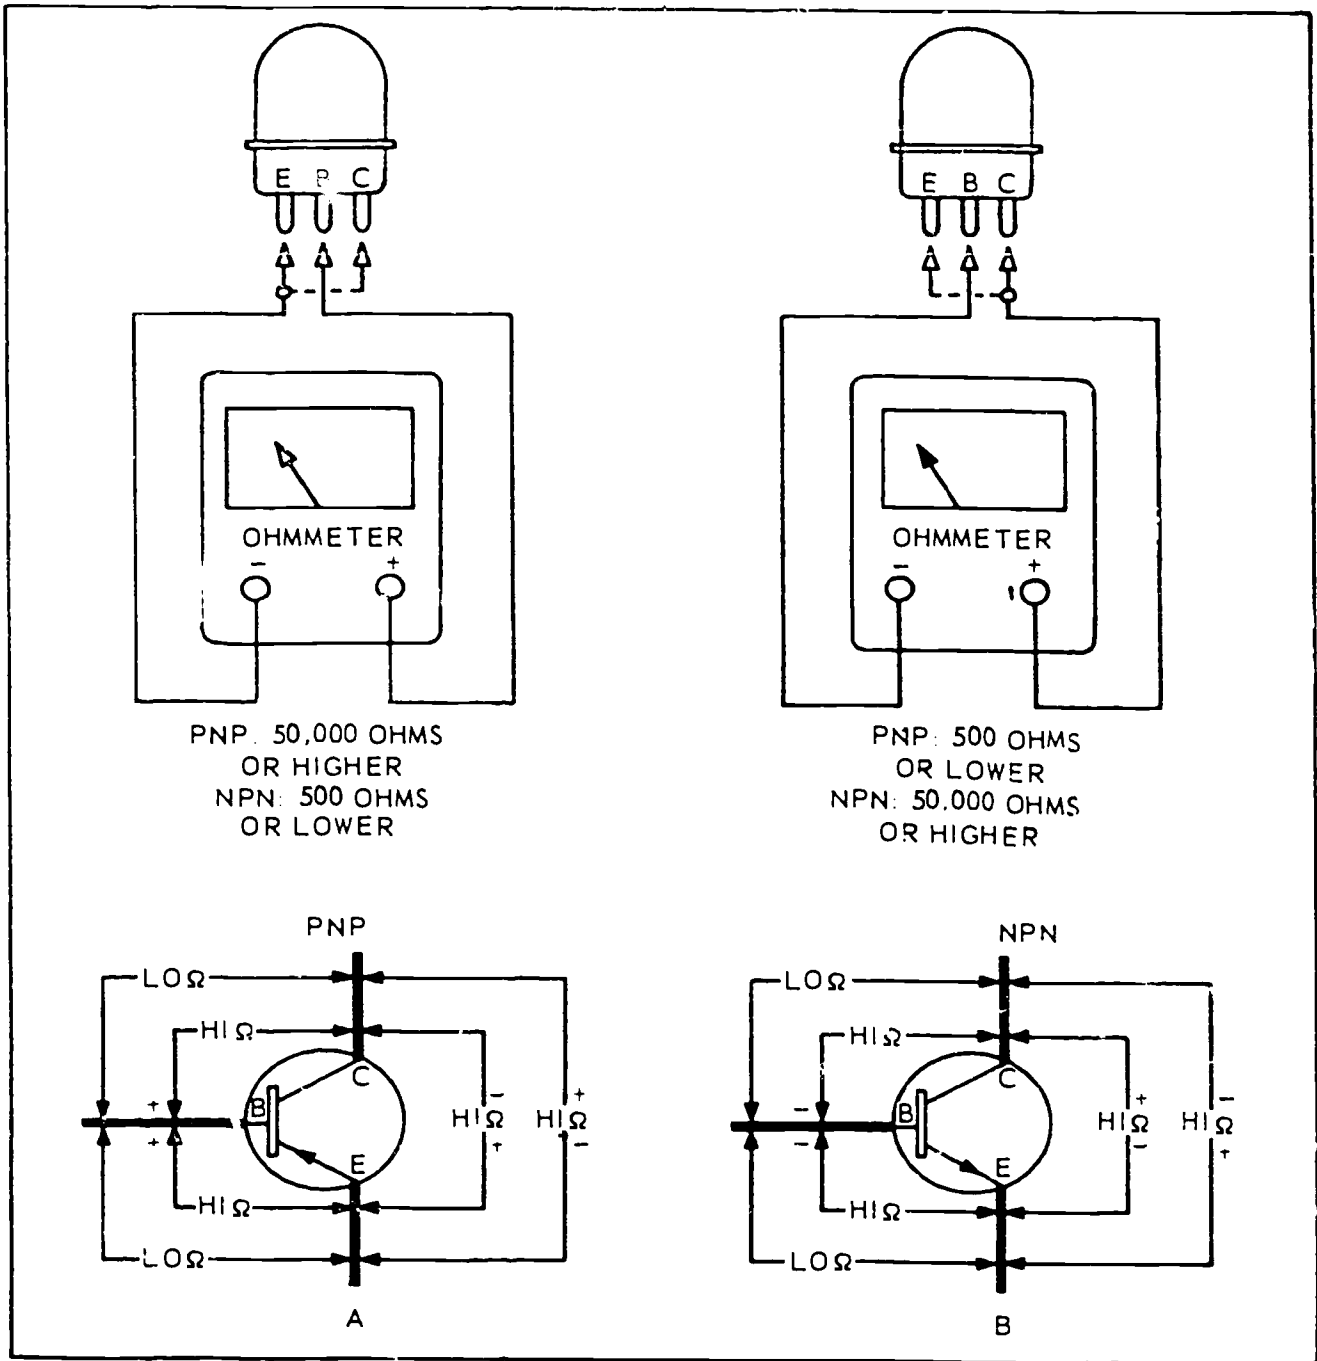 E B C
OHMMETER
- +
PNP: 50,000 OHMS
OR HIGHER
NPN: 500 OHMS
OR LOWER
E B C
OHMMETER
- +
PNP: 500 OHMS
OR LOWER
NPN: 50,000 OHMS
OR HIGHER
PNP
LO Ω
HI Ω
C
B
E
+
+
-
HI Ω
+
+
HI Ω
-
HI Ω
LO Ω
A
NPN
LO Ω
HI Ω
C
B
E
-
-
+
HI Ω
-
-
HI Ω
+
HI Ω
LO Ω
B